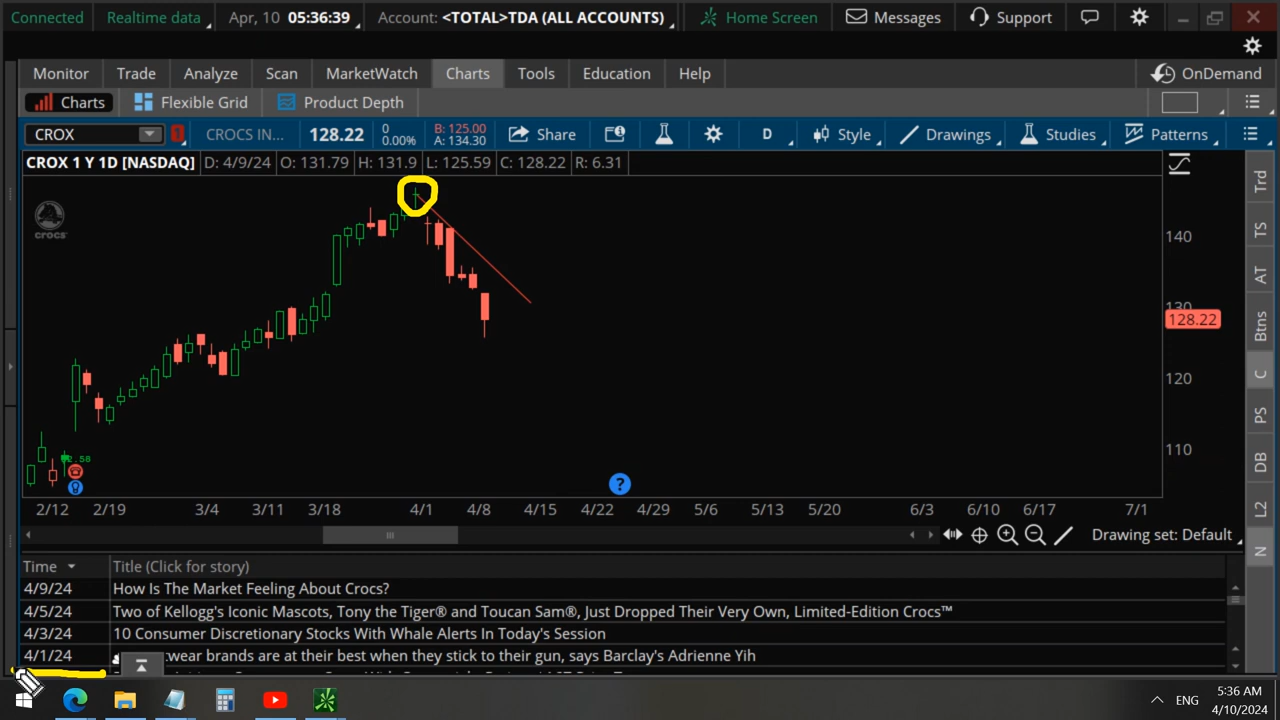 Connected Realtime data Apr, 10 05:36:39 Account: <TOTAL>TDA (ALL ACCOUNTS) Home Screen Messages Support
Monitor Trade Analyze Scan MarketWatch Charts Tools Education Help OnDemand
Charts Flexible Grid Product Depth
CROX 1 CROCS IN... 128.22 0 0.00% B: 125.00 A: 134.30 Share D Style Drawings Studies Patterns
CROX 1 Y 1D [NASDAQ] D: 4/9/24 O: 131.79 H: 131.9 L: 125.59 C: 128.22 R: 6.31
crocs
140
130
128.22
120
110
2.58
?
2/12 2/19 3/4 3/11 3/18 4/1 4/8 4/15 4/22 4/29 5/6 5/13 5/20 6/3 6/10 6/17 7/1
Drawing set: Default
Trd
TS
AT
Btns
C
PS
DB
L2
N
Time Title (Click for story)
4/9/24 How Is The Market Feeling About Crocs?
4/5/24 Two of Kellogg's Iconic Mascots, Tony the Tiger® and Toucan Sam®, Just Dropped Their Very Own, Limited-Edition Crocs™
4/3/24 10 Consumer Discretionary Stocks With Whale Alerts In Today's Session
4/1/24 twear brands are at their best when they stick to their gun, says Barclay's Adrienne Yih
ENG
5:36 AM
4/10/2024